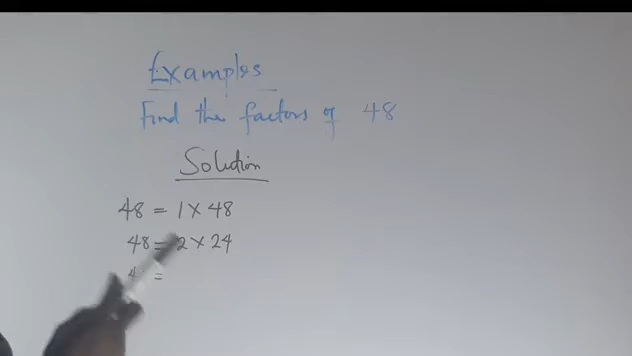 Examples
Find the factors of 48
Solution
48 = 1 × 48
48 = 2 × 24
=